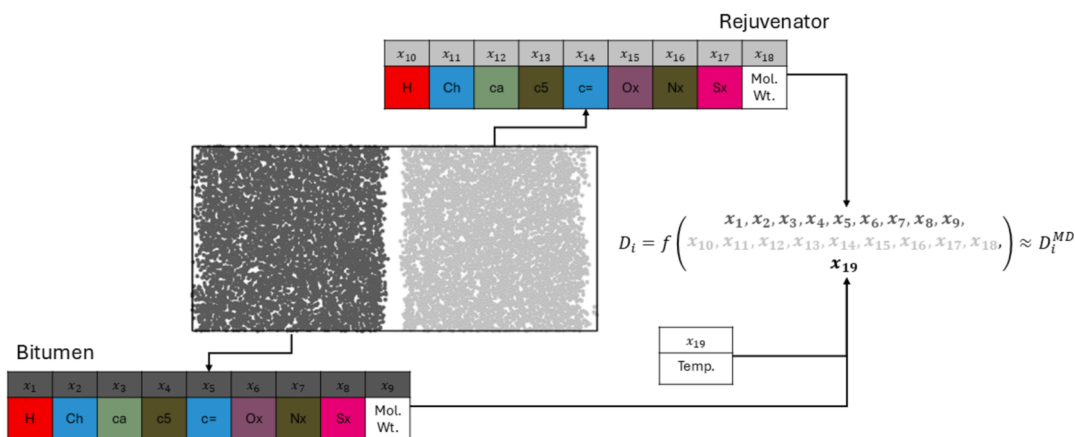 Rejuvenator
x₁₀ x₁₁ x₁₂ x₁₃ x₁₄ x₁₅ x₁₆ x₁₇ x₁₈
H Ch ca c5 c= Ox Nx Sx Mol. Wt.
x₁, x₂, x₃, x₄, x₅, x₆, x₇, x₈, x₉,
Dᵢ = f( x₁₀, x₁₁, x₁₂, x₁₃, x₁₄, x₁₅, x₁₆, x₁₇, x₁₈, ) ≈ Dᵢᴹᴰ
x₁₉
x₁₉
Temp.
Bitumen
x₁ x₂ x₃ x₄ x₅ x₆ x₇ x₈ x₉
H Ch ca c5 c= Ox Nx Sx Mol. Wt.